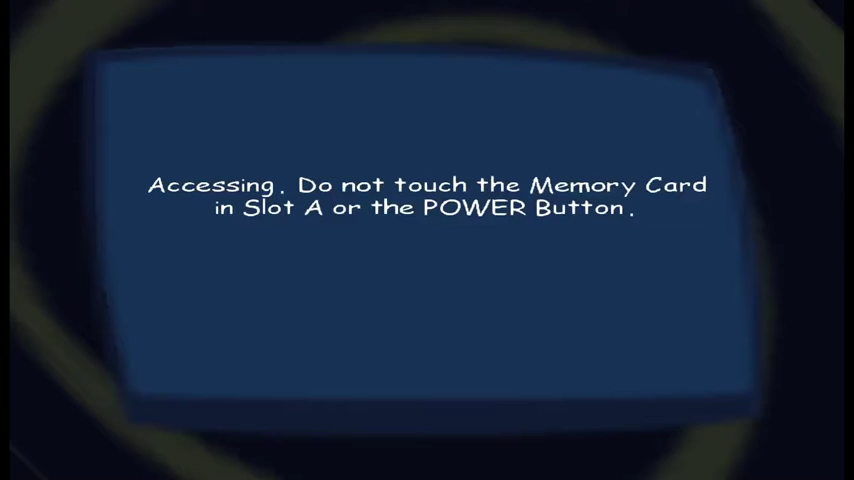 Accessing. Do not touch the Memory Card
in Slot A or the POWER Button.